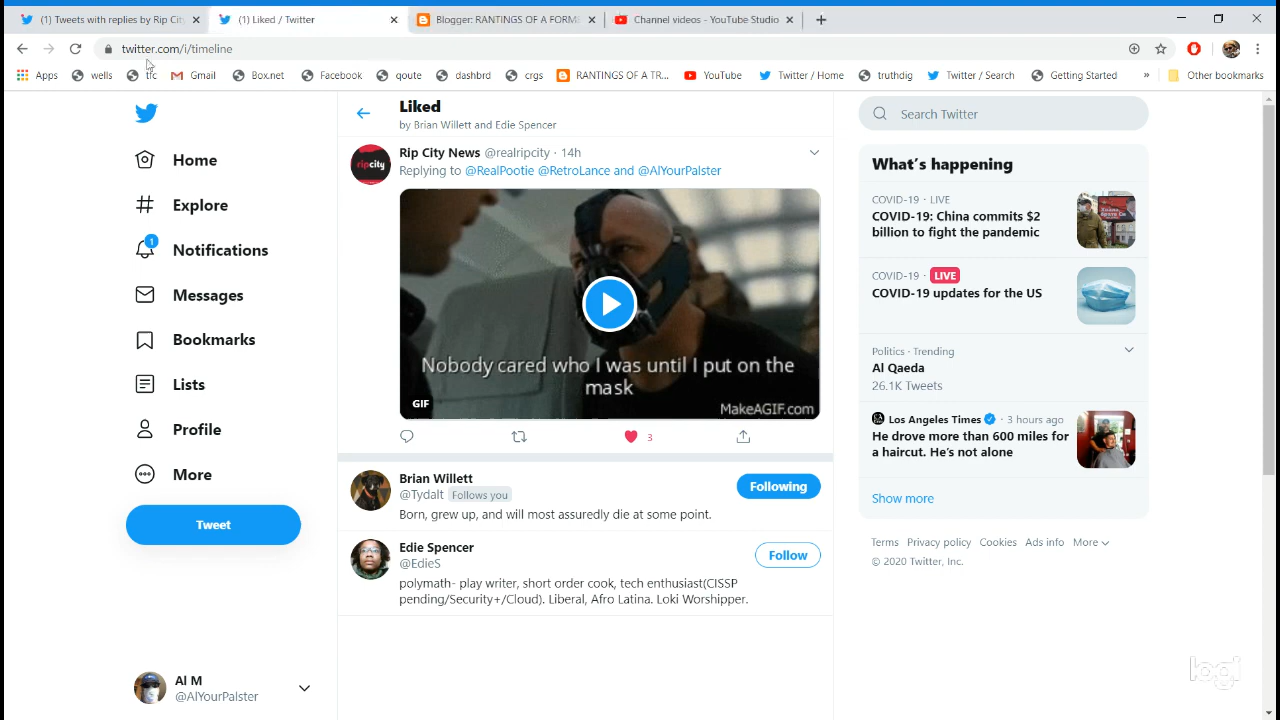 (1) Tweets with replies by Rip Cit
(1) Liked / Twitter
Blogger: RANTINGS OF A FORM
Channel videos - YouTube Studio
twitter.com/i/timeline
Apps
wells
tfc
Gmail
Box.net
Facebook
qoute
dashbrd
crgs
RANTINGS OF A TR...
YouTube
Twitter / Home
truthdig
Twitter / Search
Getting Started
»
Other bookmarks
Home
Explore
1
Notifications
Messages
Bookmarks
Lists
Profile
More
Tweet
Al M
@AlYourPalster
Liked
by Brian Willett and Edie Spencer
ripcity
Rip City News @realripcity · 14h
Replying to @RealPootie @RetroLance and @AlYourPalster
Nobody cared who I was until I put on the
mask
GIF
MakeAGIF.com
3
Brian Willett
@Tydalt Follows you
Following
Born, grew up, and will most assuredly die at some point.
Edie Spencer
@EdieS
Follow
polymath- play writer, short order cook, tech enthusiast(CISSP
pending/Security+/Cloud). Liberal, Afro Latina. Loki Worshipper.
Search Twitter
What's happening
COVID-19 · LIVE
COVID-19: China commits $2
billion to fight the pandemic
COVID-19 · LIVE
COVID-19 updates for the US
Politics · Trending
Al Qaeda
26.1K Tweets
Los Angeles Times · 3 hours ago
He drove more than 600 miles for
a haircut. He's not alone
Show more
Terms Privacy policy Cookies Ads info More
© 2020 Twitter, Inc.
logi